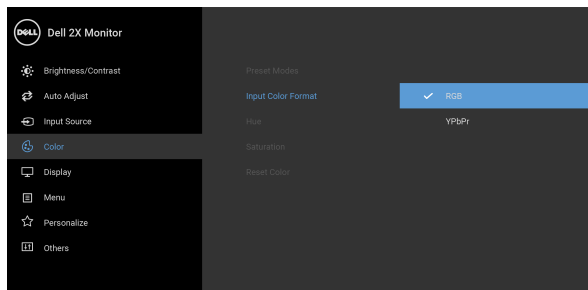 DELL Dell 2X Monitor
Brightness/Contrast
Auto Adjust
Input Source
Color
Display
Menu
Personalize
Others
Preset Modes
Input Color Format
Hue
Saturation
Reset Color
RGB
YPbPr